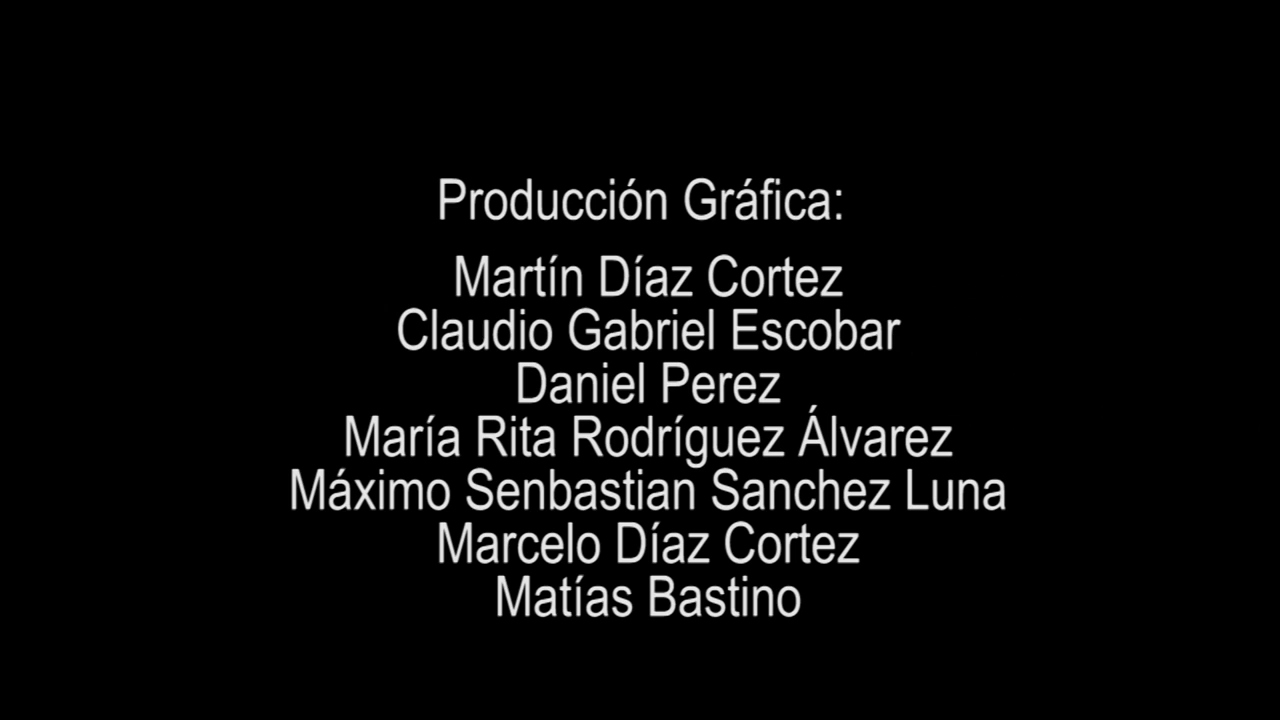 Producción Gráfica:
Martín Díaz Cortez
Claudio Gabriel Escobar
Daniel Perez
María Rita Rodríguez Álvarez
Máximo Senbastian Sanchez Luna
Marcelo Díaz Cortez
Matías Bastino